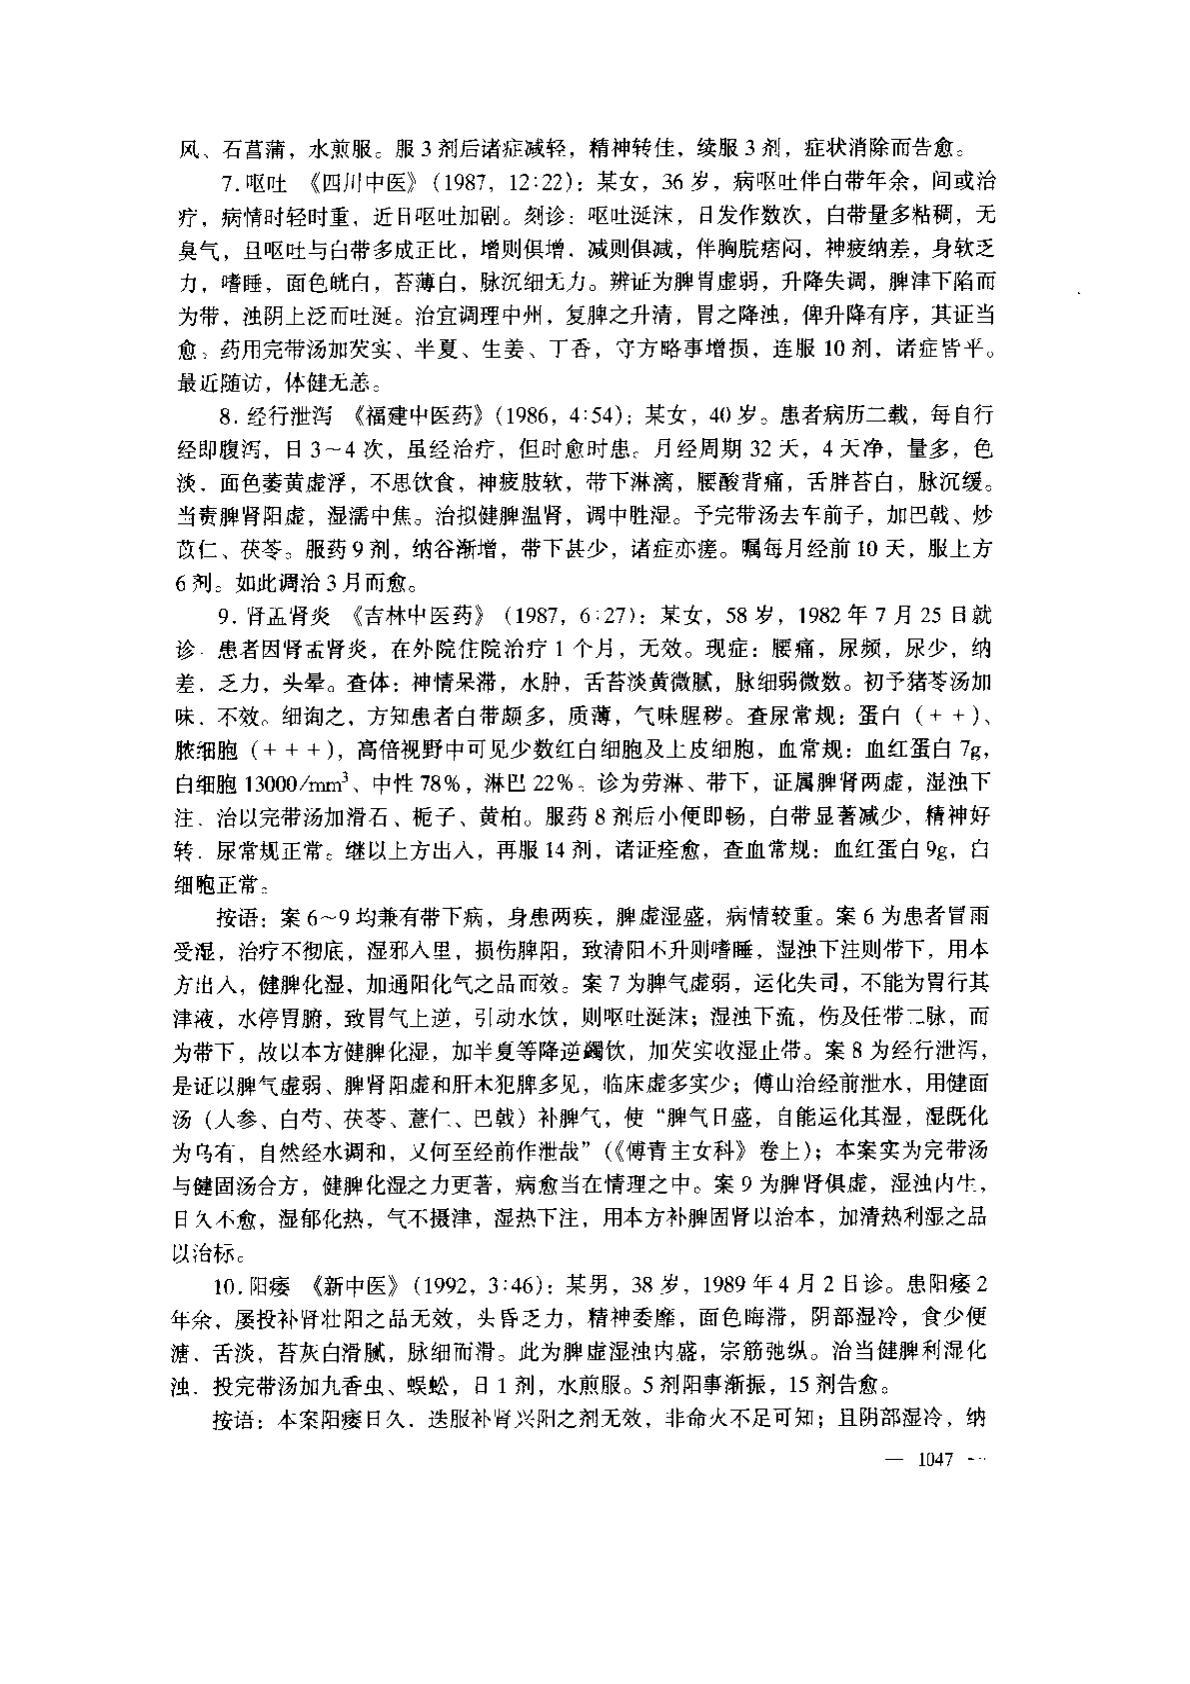 风、石菖蒲，水煎服。服3剂后诸症减轻，精神转佳，续服3剂，症状消除而告愈。
7.呕吐 《四川中医》(1987，12:22)：某女，36岁，病呕吐伴白带年余，间或治
疗，病情时轻时重，近日呕吐加剧。刻诊：呕吐涎沫，日发作数次，白带量多粘稠，无
臭气，且呕吐与白带多成正比，增则俱增，减则俱减，伴胸脘痞闷，神疲纳差，身软乏
力，嗜睡，面色㿠白，苔薄白，脉沉细无力。辨证为脾胃虚弱，升降失调，脾津下陷而
为带，浊阴上泛而吐涎。治宜调理中州，复脾之升清，胃之降浊，俾升降有序，其证当
愈。药用完带汤加芡实、半夏、生姜、丁香，守方略事增损，连服10剂，诸症皆平。
最近随访，体健无恙。
8.经行泄泻 《福建中医药》(1986，4:54)：某女，40岁。患者病历二载，每自行
经即腹泻，日3～4次，虽经治疗，但时愈时患。月经周期32天，4天净，量多，色
淡，面色萎黄虚浮，不思饮食，神疲肢软，带下淋漓，腰酸背痛，舌胖苔白，脉沉缓。
当责脾肾阳虚，湿濡中焦。治拟健脾温肾，调中胜湿。予完带汤去车前子，加巴戟、炒
苡仁、茯苓。服药9剂，纳谷渐增，带下甚少，诸症亦瘥。嘱每月经前10天，服上方
6剂。如此调治3月而愈。
9.肾盂肾炎 《吉林中医药》(1987，6:27)：某女，58岁，1982年7月25日就
诊。患者因肾盂肾炎，在外院住院治疗1个月，无效。现症：腰痛，尿频，尿少，纳
差，乏力，头晕。查体：神情呆滞，水肿，舌苔淡黄微腻，脉细弱微数。初予猪苓汤加
味，不效。细询之，方知患者白带颇多，质薄，气味腥秽。查尿常规：蛋白（++）、
脓细胞（+++），高倍视野中可见少数红白细胞及上皮细胞，血常规：血红蛋白7g，
白细胞13000/mm³、中性78%，淋巴22%。诊为劳淋、带下，证属脾肾两虚，湿浊下
注，治以完带汤加滑石、栀子、黄柏。服药8剂后小便即畅，白带显著减少，精神好
转，尿常规正常。继以上方出入，再服14剂，诸证痊愈，查血常规：血红蛋白9g，白
细胞正常。
按语：案6～9均兼有带下病，身患两疾，脾虚湿盛，病情较重。案6为患者冒雨
受湿，治疗不彻底，湿邪入里，损伤脾阳，致清阳不升则嗜睡，湿浊下注则带下，用本
方出入，健脾化湿，加通阳化气之品而效。案7为脾气虚弱，运化失司，不能为胃行其
津液，水停胃腑，致胃气上逆，引动水饮，则呕吐涎沫；湿浊下流，伤及任带二脉，而
为带下，故以本方健脾化湿，加半夏等降逆蠲饮，加芡实收湿止带。案8为经行泄泻，
是证以脾气虚弱、脾肾阳虚和肝木犯脾多见，临床虚多实少；傅山治经前泄水，用健固
汤（人参、白芍、茯苓、薏仁、巴戟）补脾气，使“脾气日盛，自能运化其湿，湿既化
为乌有，自然经水调和，又何至经前作泄哉”（《傅青主女科》卷上）；本案实为完带汤
与健固汤合方，健脾化湿之力更著，病愈当在情理之中。案9为脾肾俱虚，湿浊内生，
日久不愈，湿郁化热，气不摄津，湿热下注，用本方补脾固肾以治本，加清热利湿之品
以治标。
10.阳痿 《新中医》(1992，3:46)：某男，38岁，1989年4月2日诊。患阳痿2
年余，屡投补肾壮阳之品无效，头昏乏力，精神委靡，面色晦滞，阴部湿冷，食少便
溏，舌淡，苔灰白滑腻，脉细而滑。此为脾虚湿浊内盛，宗筋弛纵。治当健脾利湿化
浊，投完带汤加九香虫、蜈蚣，日1剂，水煎服。5剂阳事渐振，15剂告愈。
按语：本案阳痿日久，迭服补肾兴阳之剂无效，非命火不足可知；且阴部湿冷，纳
— 1047 —